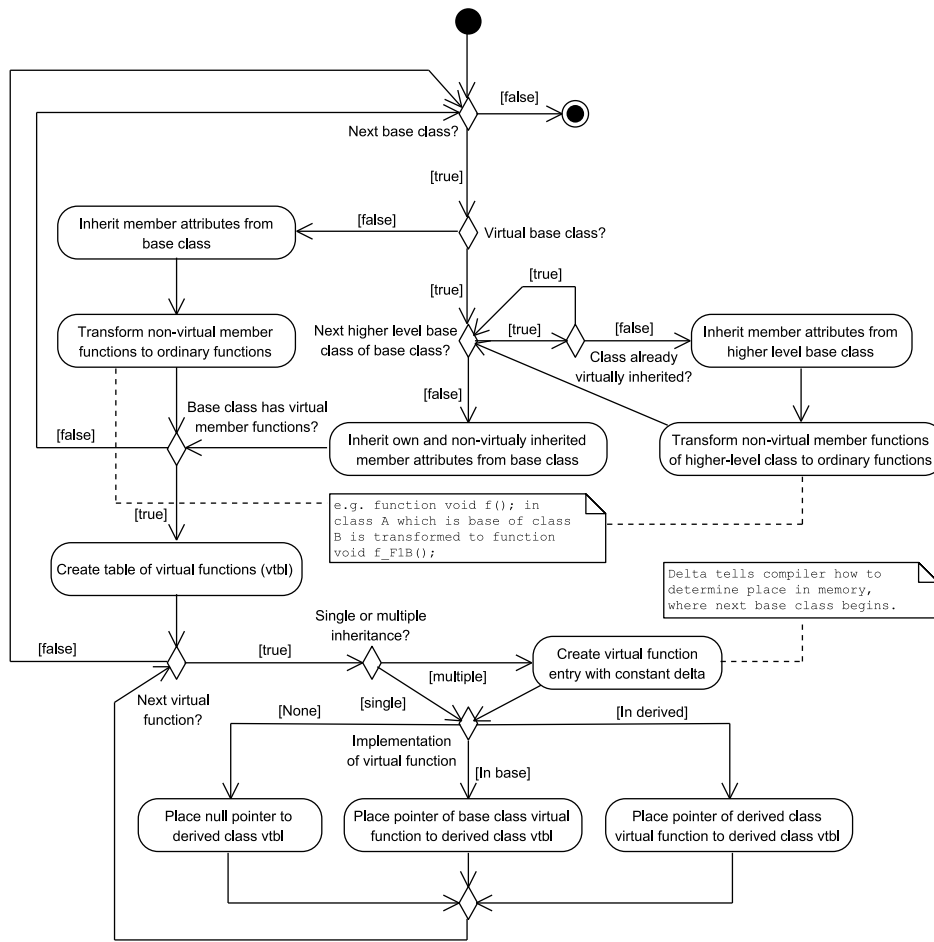 [false]
Next base class?
[true]
Inherit member attributes from
base class
[false]
Virtual base class?
[true]
[true]
Transform non-virtual member
functions to ordinary functions
Next higher level base
class of base class?
[true]
[false]
Class already
virtually inherited?
Inherit member attributes from
higher level base class
[false]
Base class has virtual
member functions?
[false]
Inherit own and non-virtualy inherited
member attributes from base class
Transform non-virtual member functions
of higher-level class to ordinary functions
[true]
e.g. function void f(); in
class A which is base of class
B is transformed to function
void f_F1B();
Create table of virtual functions (vtbl)
Delta tells compiler how to
determine place in memory,
where next base class begins.
Single or multiple
inheritance?
[false]
[true]
[multiple]
Create virtual function
entry with constant delta
Next virtual
function?
[single]
[None]
[In derived]
Implementation
of virtual function
[In base]
Place null pointer to
derived class vtbl
Place pointer of base class virtual
function to derived class vtbl
Place pointer of derived class
virtual function to derived class vtbl